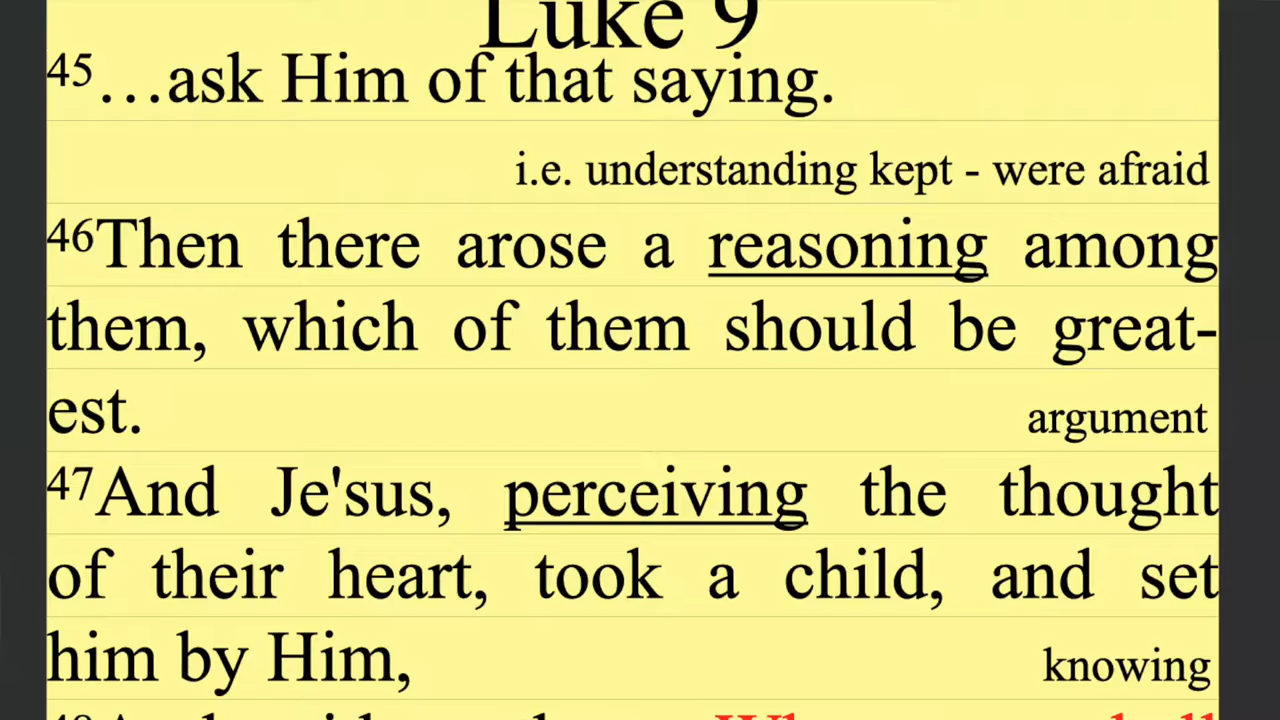 Luke 9
45…ask Him of that saying.
i.e. understanding kept - were afraid
46Then there arose a reasoning among
them, which of them should be great-
est. argument
47And Je'sus, perceiving the thought
of their heart, took a child, and set
him by Him, knowing